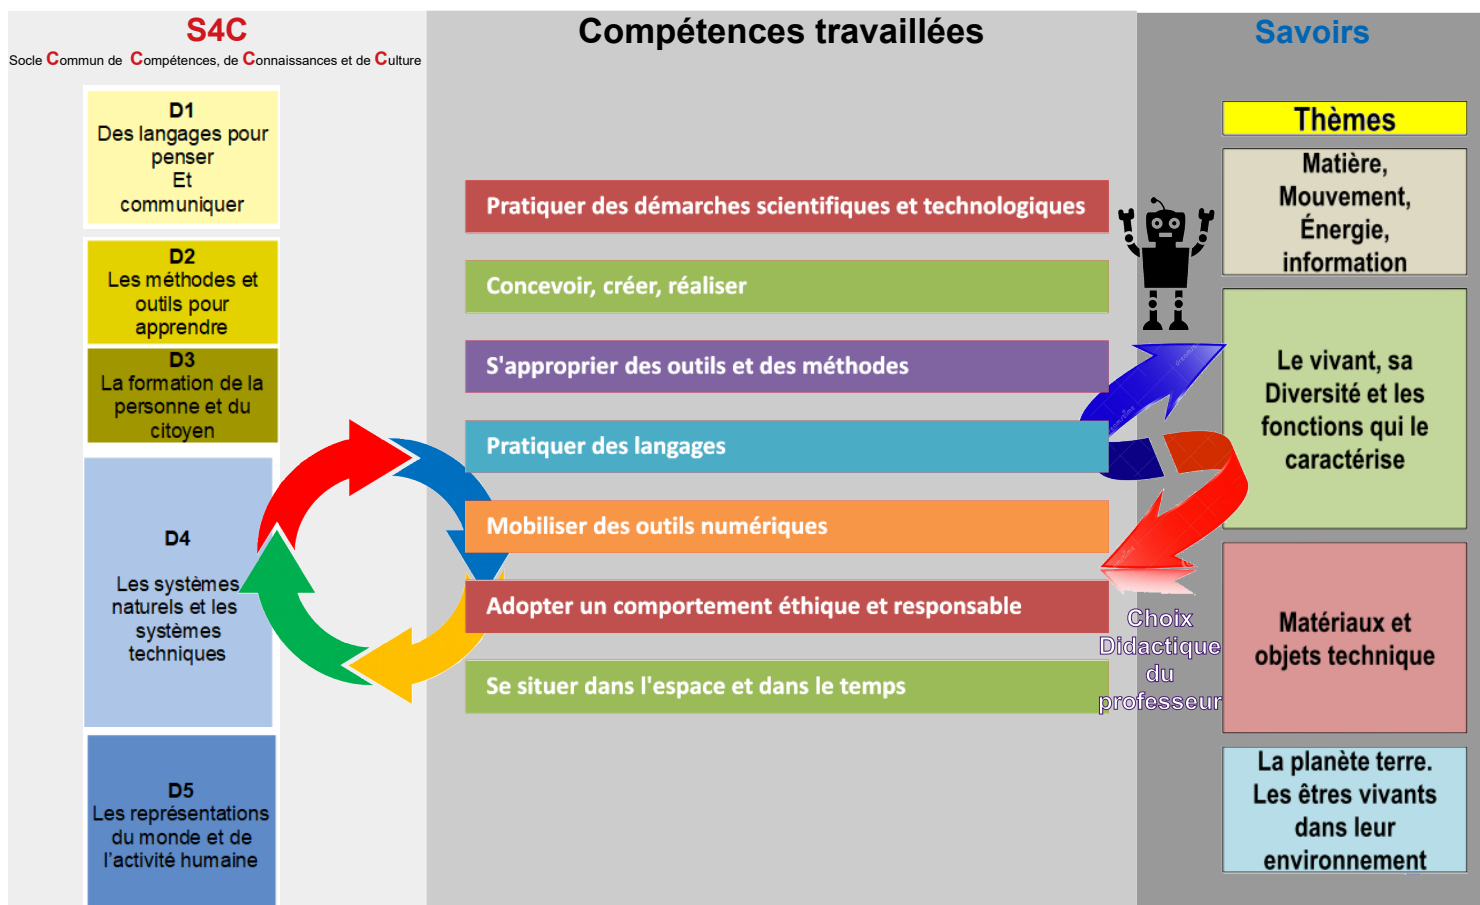 S4C
Socle Commun de Compétences, de Connaissances et de Culture
D1
Des langages pour
penser
Et
communiquer
D2
Les méthodes et
outils pour
apprendre
D3
La formation de la
personne et du
citoyen
D4
Les systèmes
naturels et les
systèmes
techniques
D5
Les représentations
du monde et de
l'activité humaine
Compétences travaillées
Pratiquer des démarches scientifiques et technologiques
Concevoir, créer, réaliser
S'approprier des outils et des méthodes
Pratiquer des langages
Mobiliser des outils numériques
Adopter un comportement éthique et responsable
Se situer dans l'espace et dans le temps
Choix
Didactique
du
professeur
Savoirs
Thèmes
Matière,
Mouvement,
Énergie,
information
Le vivant, sa
Diversité et les
fonctions qui le
caractérise
Matériaux et
objets technique
La planète terre.
Les êtres vivants
dans leur
environnement